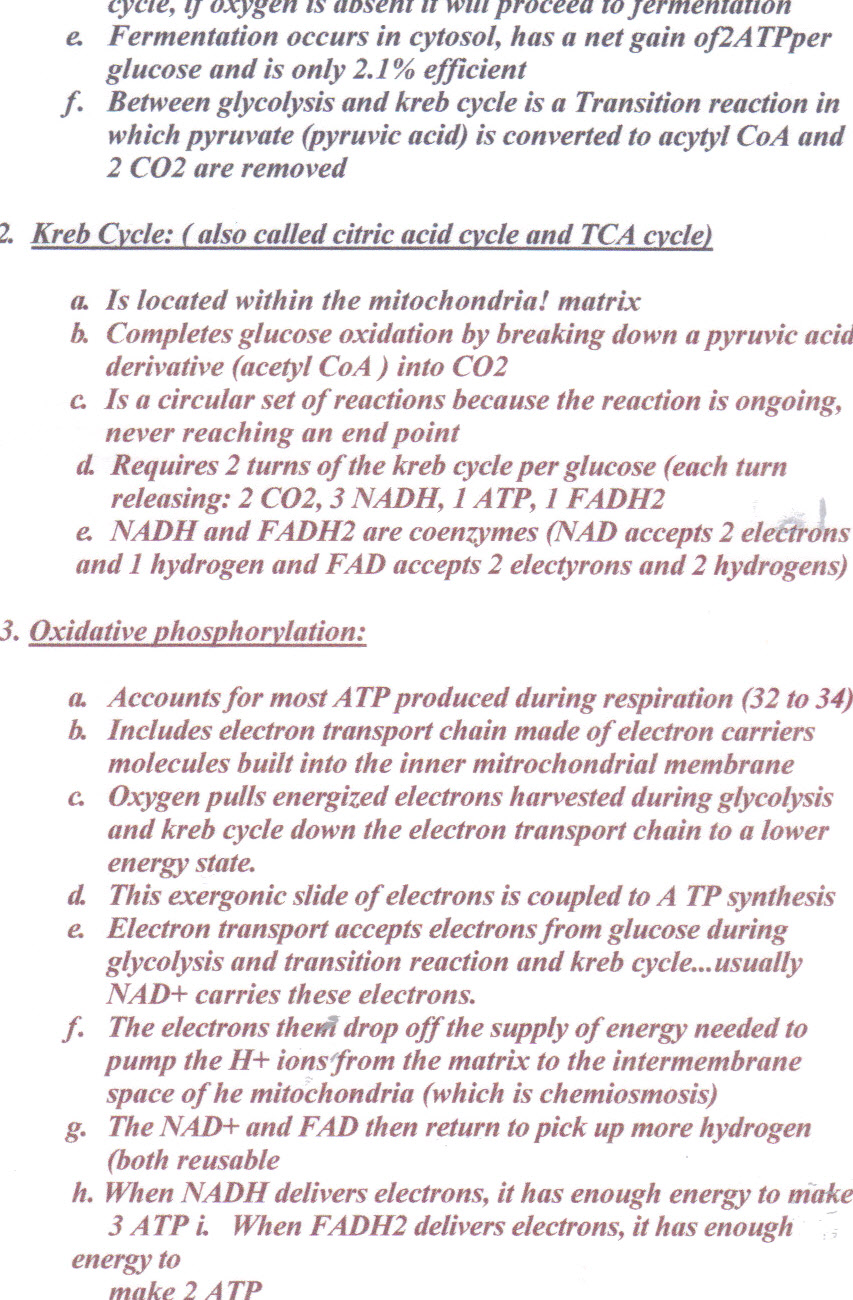 cycle, if oxygen is absent it will proceed to fermentation
e. Fermentation occurs in cytosol, has a net gain of2ATPper
glucose and is only 2.1% efficient
f. Between glycolysis and kreb cycle is a Transition reaction in
which pyruvate (pyruvic acid) is converted to acytyl CoA and
2 CO2 are removed
2. Kreb Cycle: ( also called citric acid cycle and TCA cycle)
a. Is located within the mitochondria! matrix
b. Completes glucose oxidation by breaking down a pyruvic acid
derivative (acetyl CoA ) into CO2
c. Is a circular set of reactions because the reaction is ongoing,
never reaching an end point
d. Requires 2 turns of the kreb cycle per glucose (each turn
releasing: 2 CO2, 3 NADH, 1 ATP, 1 FADH2
e. NADH and FADH2 are coenzymes (NAD accepts 2 electrons
and 1 hydrogen and FAD accepts 2 electyrons and 2 hydrogens)
3. Oxidative phosphorylation:
a. Accounts for most ATP produced during respiration (32 to 34)
b. Includes electron transport chain made of electron carriers
molecules built into the inner mitrochondrial membrane
c. Oxygen pulls energized electrons harvested during glycolysis
and kreb cycle down the electron transport chain to a lower
energy state.
d. This exergonic slide of electrons is coupled to A TP synthesis
e. Electron transport accepts electrons from glucose during
glycolysis and transition reaction and kreb cycle...usually
NAD+ carries these electrons.
f. The electrons them drop off the supply of energy needed to
pump the H+ ions from the matrix to the intermembrane
space of he mitochondria (which is chemiosmosis)
g. The NAD+ and FAD then return to pick up more hydrogen
(both reusable
h. When NADH delivers electrons, it has enough energy to make
3 ATP i. When FADH2 delivers electrons, it has enough
energy to
make 2 ATP